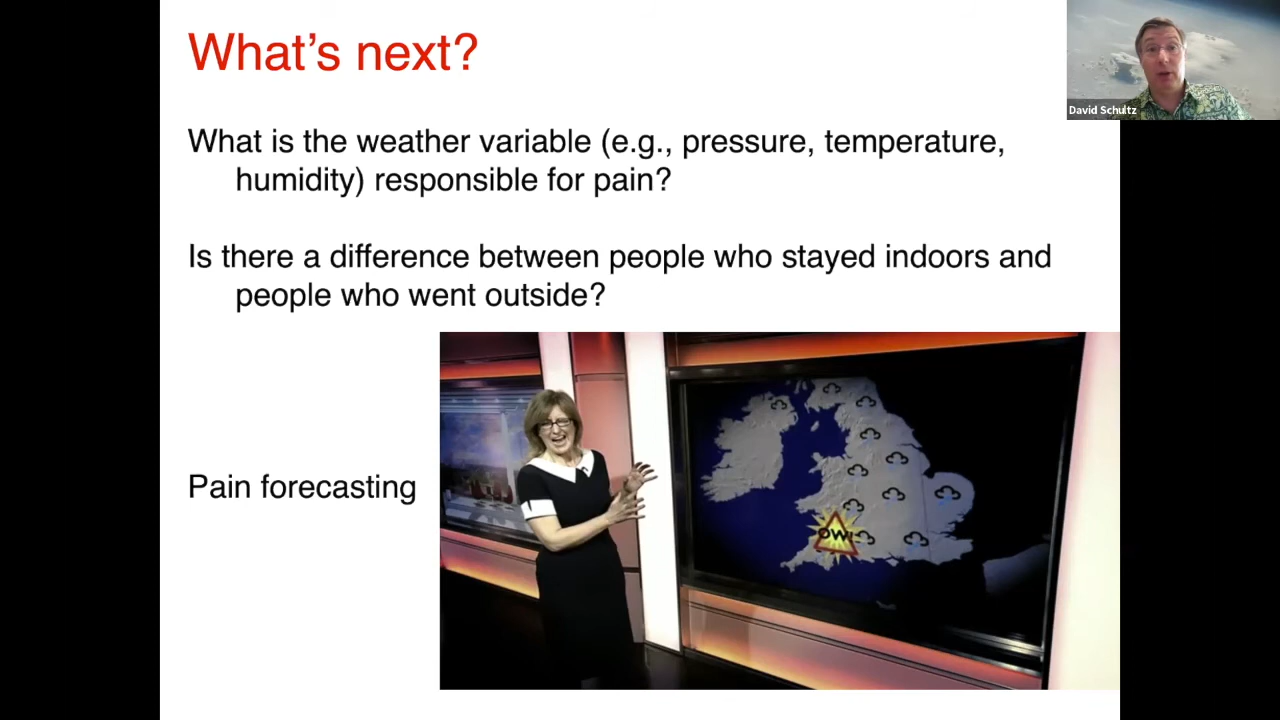 What's next?
David Schultz
What is the weather variable (e.g., pressure, temperature,
humidity) responsible for pain?
Is there a difference between people who stayed indoors and
people who went outside?
Pain forecasting
OW!